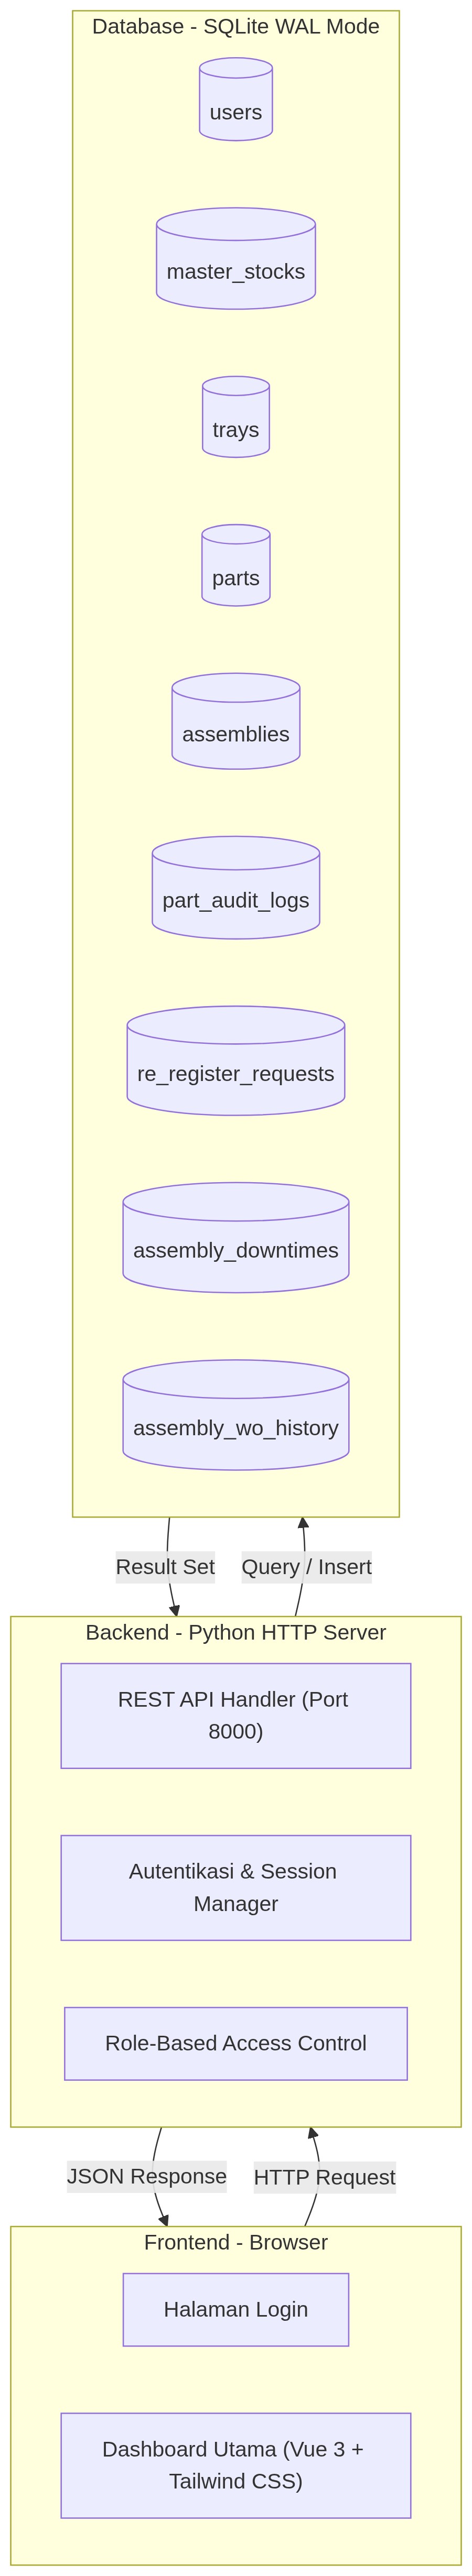 Database - SQLite WAL Mode
users
master_stocks
trays
parts
assemblies
part_audit_logs
re_register_requests
assembly_downtimes
assembly_wo_history
Result Set
Query / Insert
Backend - Python HTTP Server
REST API Handler (Port
8000)
Autentikasi & Session
Manager
Role-Based Access Control
JSON Response
HTTP Request
Frontend - Browser
Halaman Login
Dashboard Utama (Vue 3 +
Tailwind CSS)